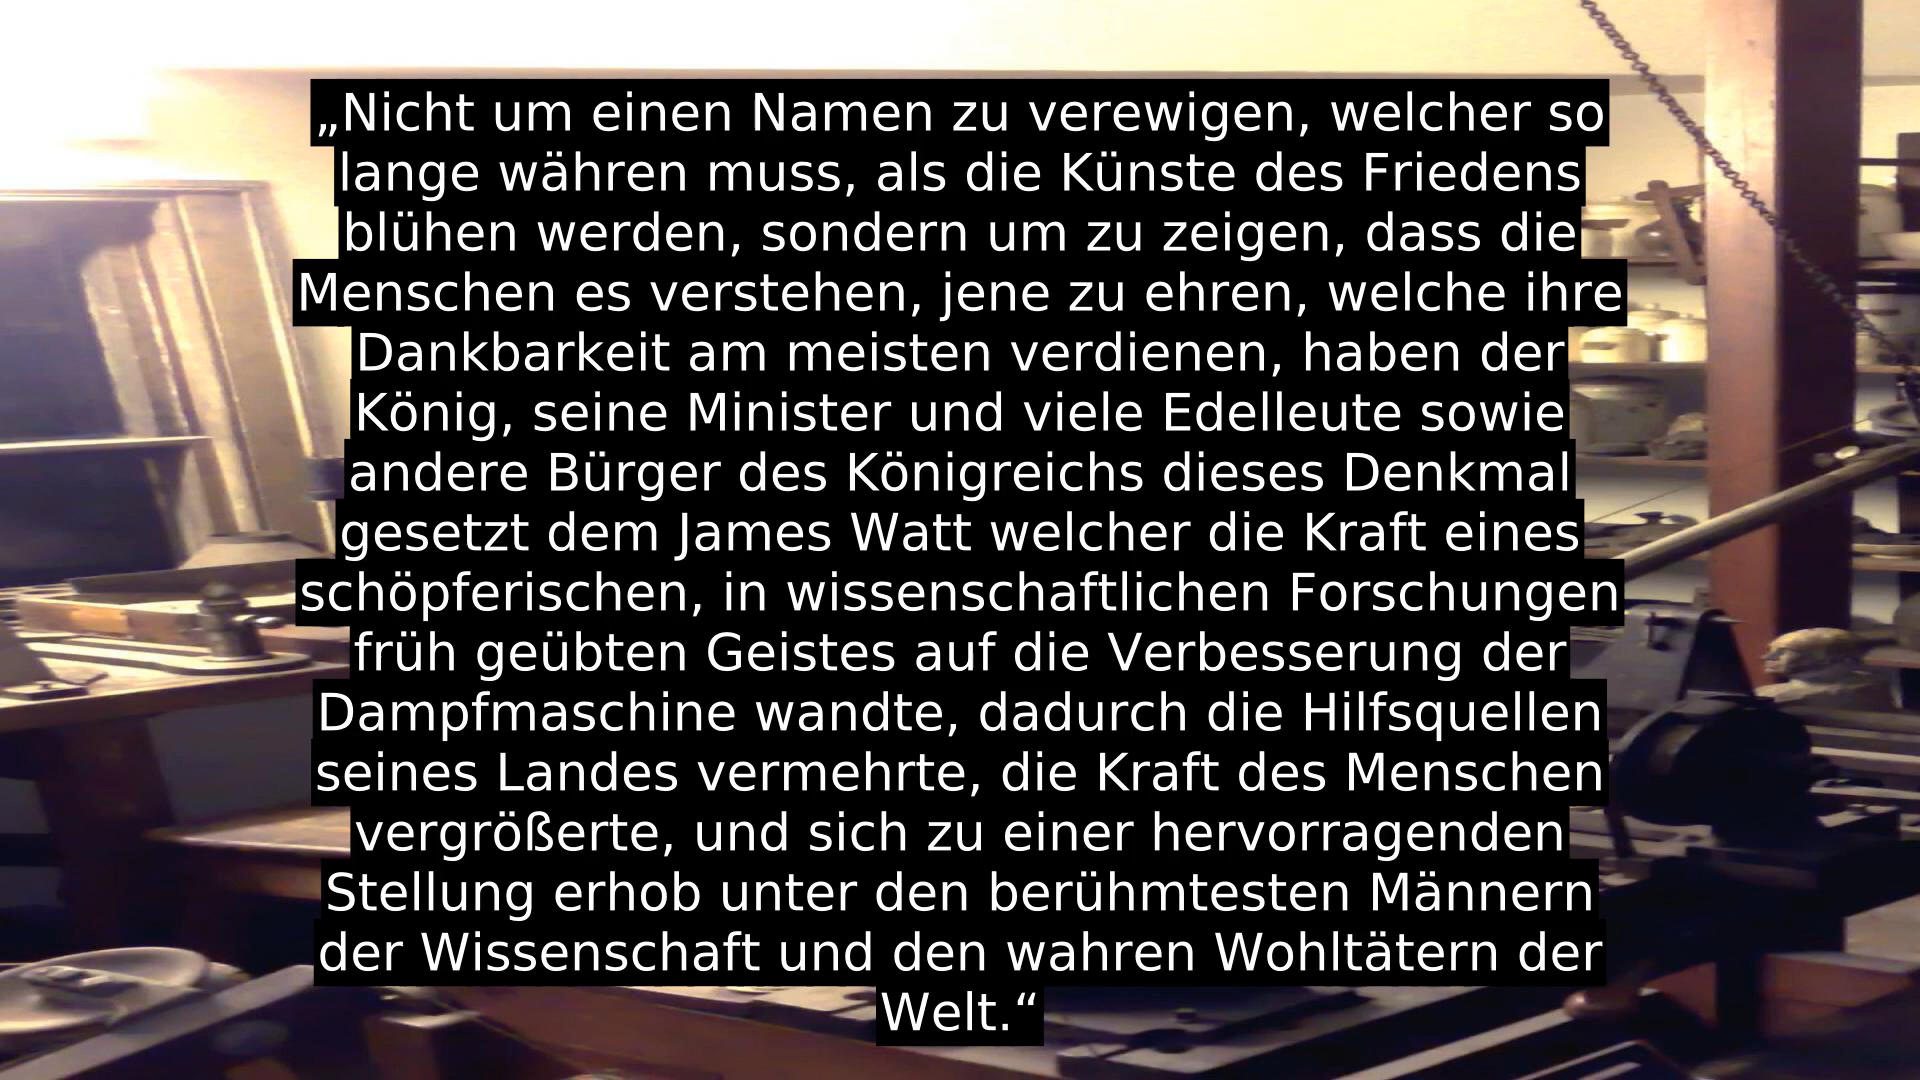 „Nicht um einen Namen zu verewigen, welcher so
lange währen muss, als die Künste des Friedens
blühen werden, sondern um zu zeigen, dass die
Menschen es verstehen, jene zu ehren, welche ihre
Dankbarkeit am meisten verdienen, haben der
König, seine Minister und viele Edelleute sowie
andere Bürger des Königreichs dieses Denkmal
gesetzt dem James Watt welcher die Kraft eines
schöpferischen, in wissenschaftlichen Forschungen
früh geübten Geistes auf die Verbesserung der
Dampfmaschine wandte, dadurch die Hilfsquellen
seines Landes vermehrte, die Kraft des Menschen
vergrößerte, und sich zu einer hervorragenden
Stellung erhob unter den berühmtesten Männern
der Wissenschaft und den wahren Wohltätern der
Welt.“